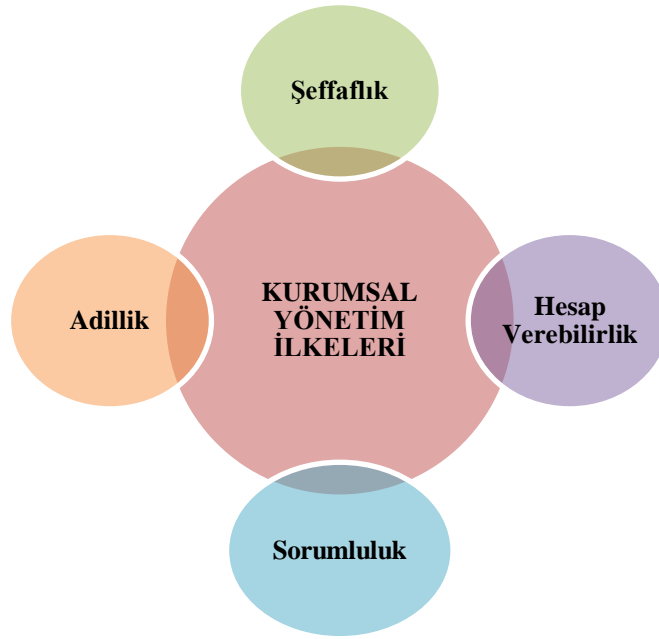 Şeffaflık
Adillik
KURUMSAL
YÖNETİM
İLKELERİ
Hesap
Verebilirlik
Sorumluluk